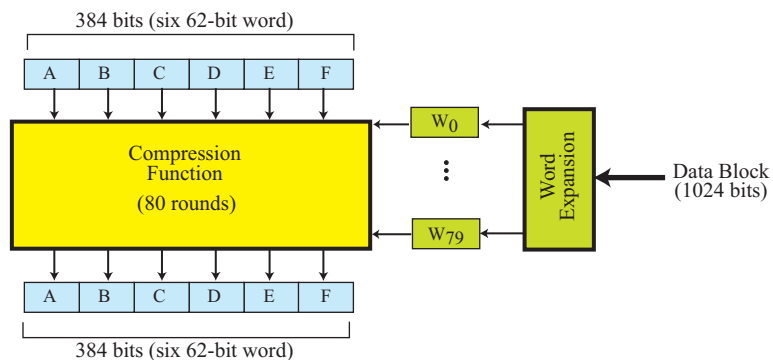 384 bits (six 62-bit word)
A B C D E F
Compression
Function
(80 rounds)
W0
⋮
W79
Word
Expansion
Data Block
(1024 bits)
A B C D E F
384 bits (six 62-bit word)